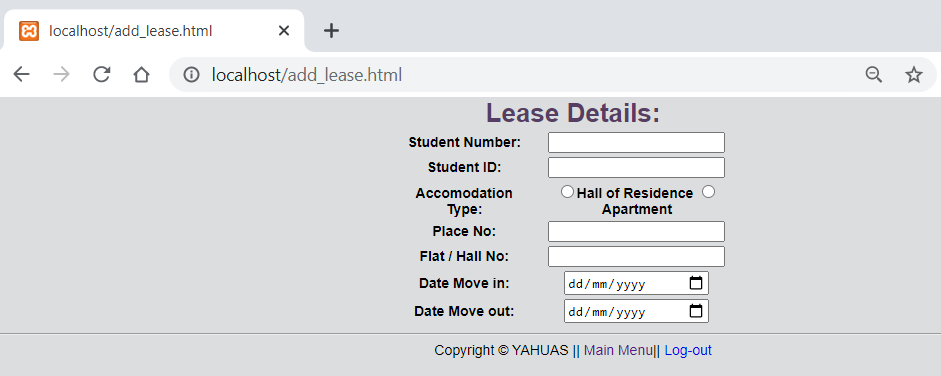 localhost/add_lease.html
localhost/add_lease.html
Lease Details:
Student Number:
Student ID:
Accomodation
Type:
Hall of Residence
Apartment
Place No:
Flat / Hall No:
Date Move in: dd/mm/yyyy
Date Move out: dd/mm/yyyy
Copyright © YAHUAS || Main Menu|| Log-out